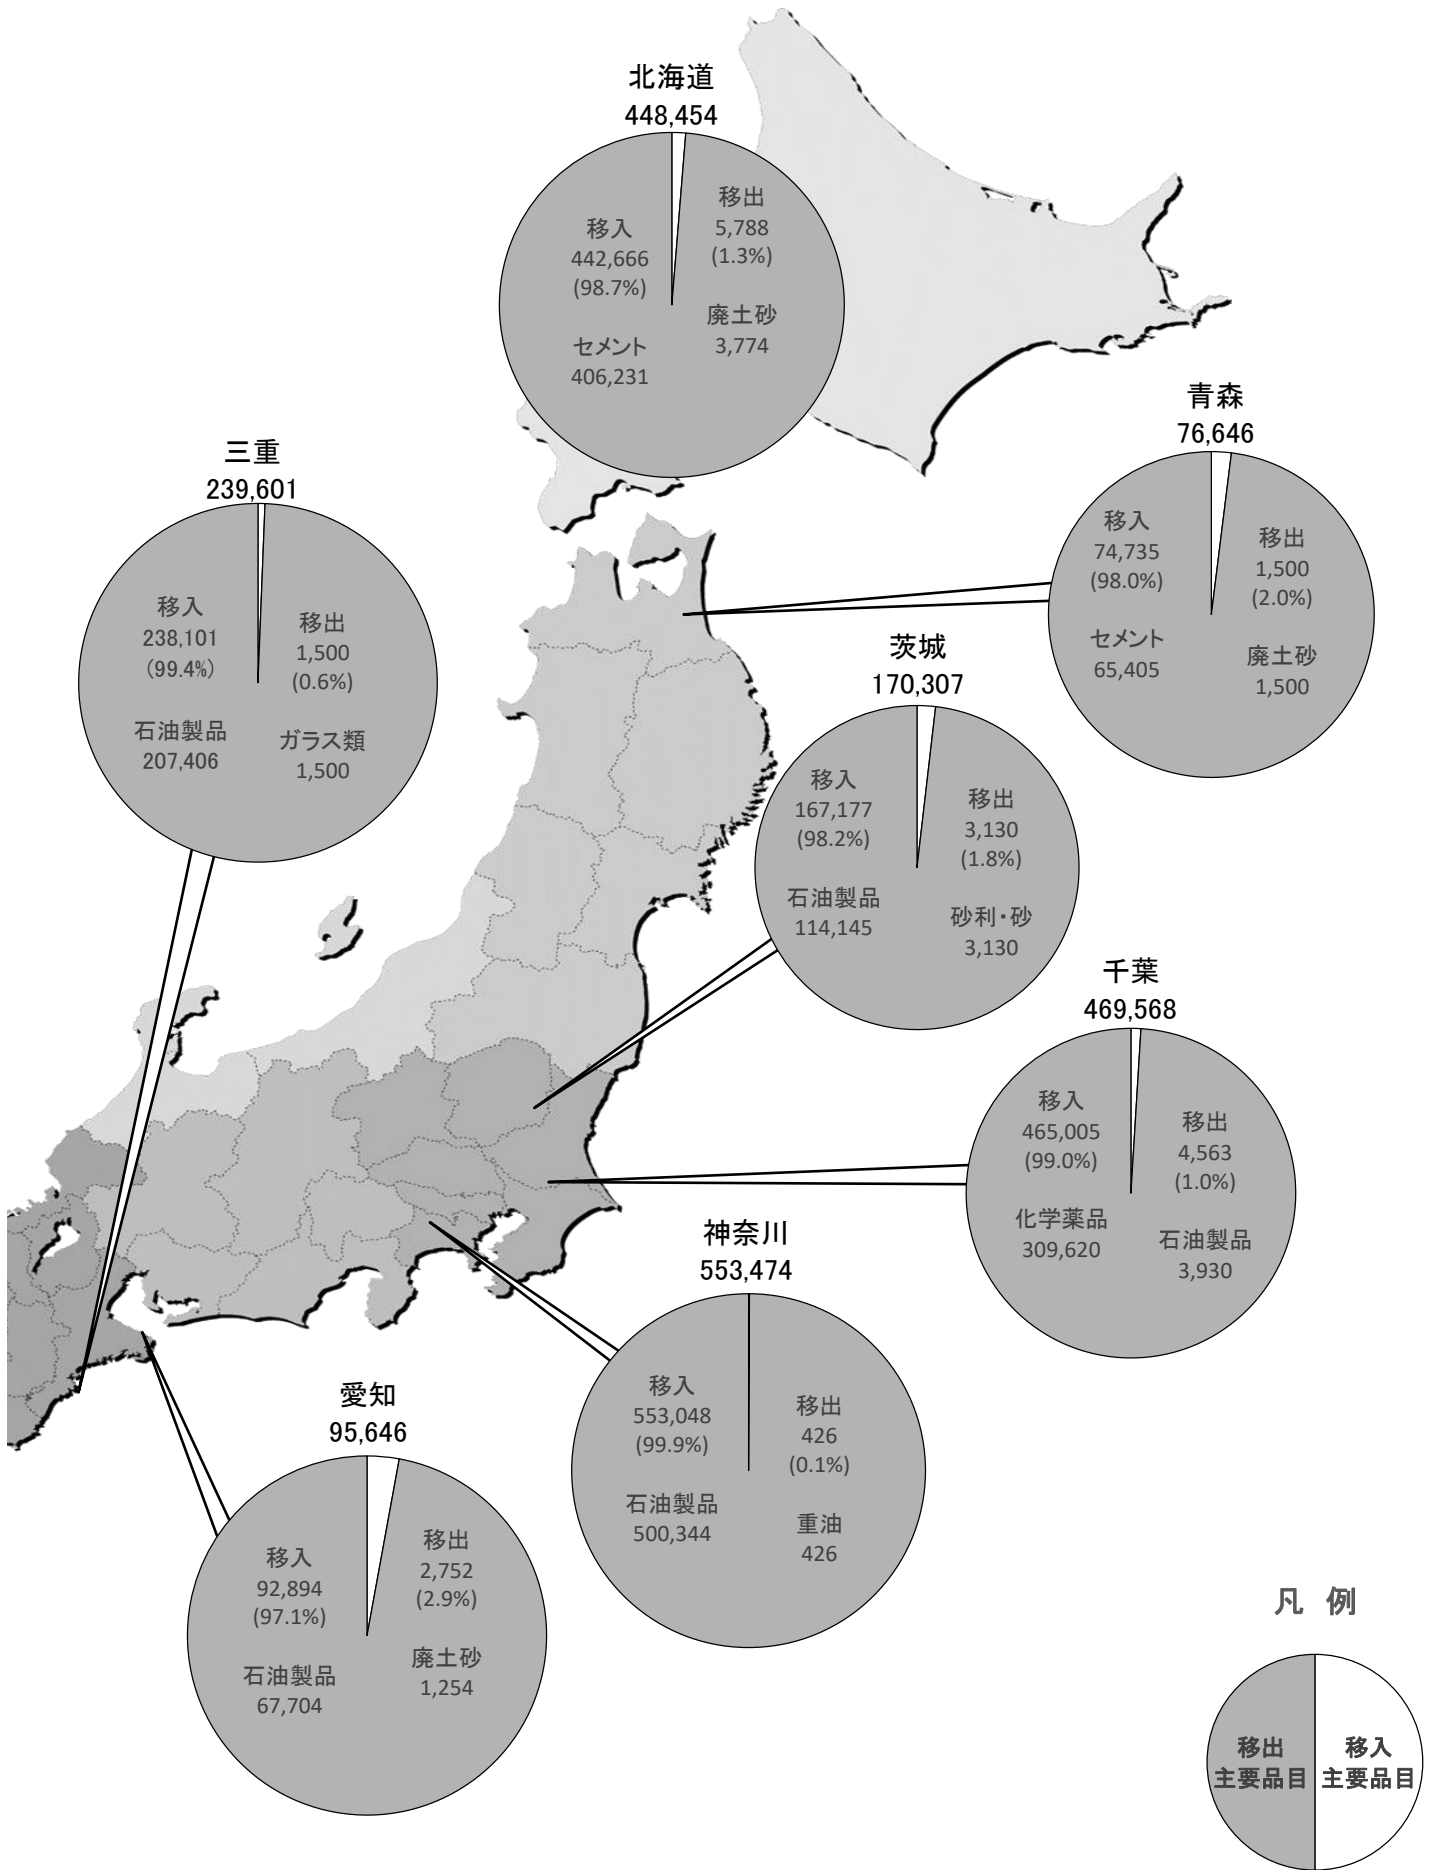 北海道
448,454
移入
442,666
(98.7%)
セメント
406,231
移出
5,788
(1.3%)
廃土砂
3,774
青森
76,646
移入
74,735
(98.0%)
セメント
65,405
移出
1,500
(2.0%)
廃土砂
1,500
三重
239,601
移入
238,101
(99.4%)
石油製品
207,406
移出
1,500
(0.6%)
ガラス類
1,500
茨城
170,307
移入
167,177
(98.2%)
石油製品
114,145
移出
3,130
(1.8%)
砂利・砂
3,130
千葉
469,568
移入
465,005
(99.0%)
化学薬品
309,620
移出
4,563
(1.0%)
石油製品
3,930
神奈川
553,474
移入
553,048
(99.9%)
石油製品
500,344
移出
426
(0.1%)
重油
426
愛知
95,646
移入
92,894
(97.1%)
石油製品
67,704
移出
2,752
(2.9%)
廃土砂
1,254
凡 例
移出
主要品目
移入
主要品目